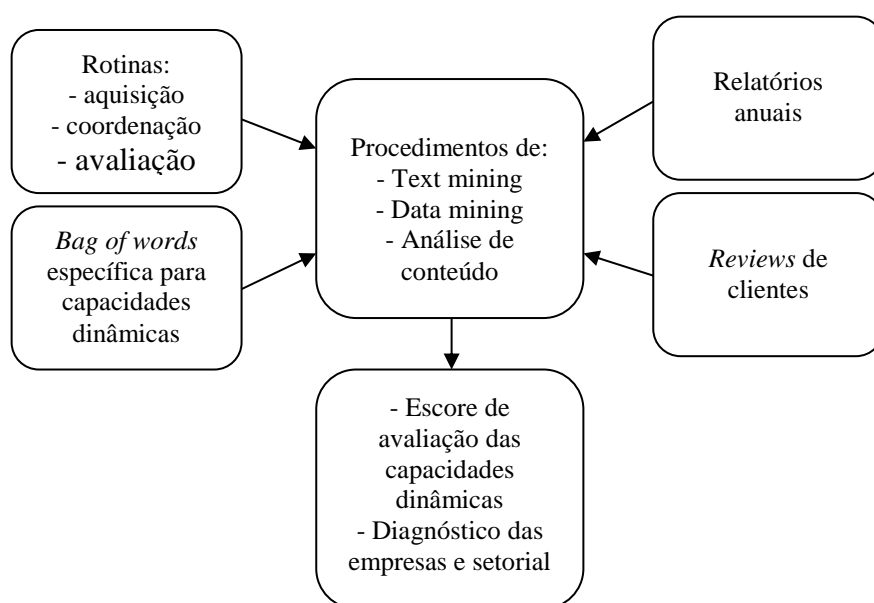 Rotinas:
- aquisição
- coordenação
- avaliação
Bag of words
específica para
capacidades
dinâmicas
Procedimentos de:
- Text mining
- Data mining
- Análise de
conteúdo
Relatórios
anuais
Reviews de
clientes
- Escore de
avaliação das
capacidades
dinâmicas
- Diagnóstico das
empresas e setorial